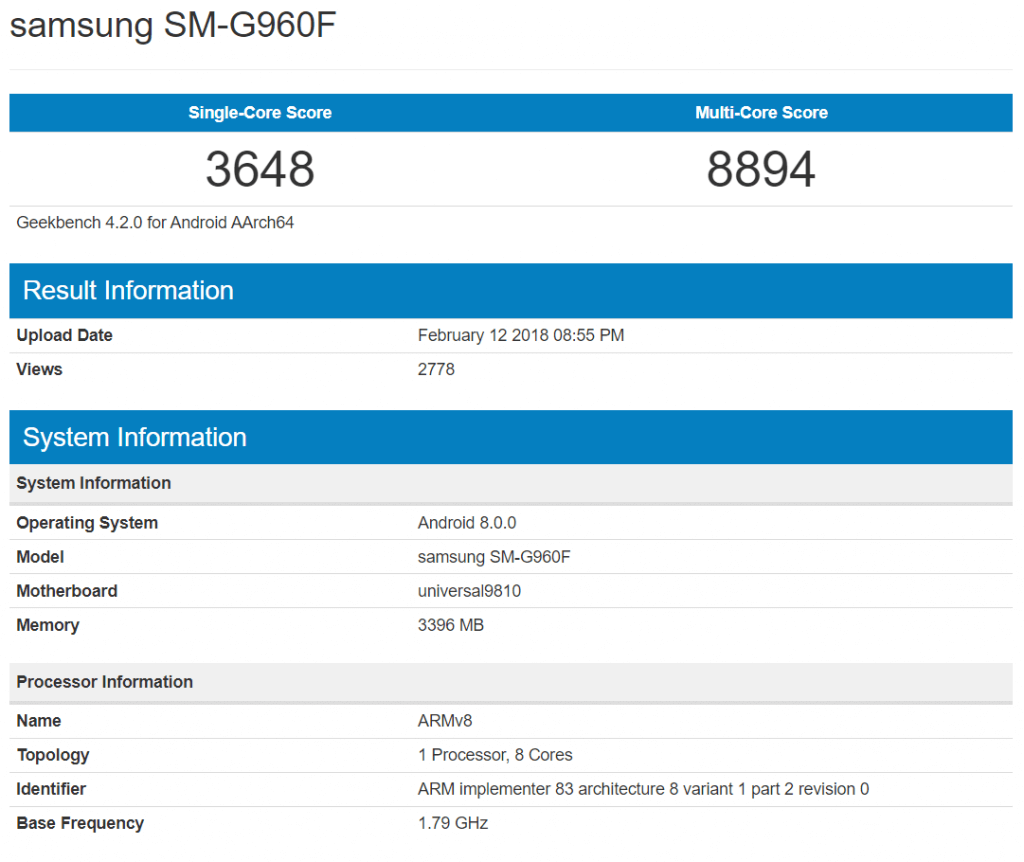 samsung SM-G960F
Single-Core Score Multi-Core Score
3648 8894
Geekbench 4.2.0 for Android AArch64
Result Information
Upload Date February 12 2018 08:55 PM
Views 2778
System Information
System Information
Operating System Android 8.0.0
Model samsung SM-G960F
Motherboard universal9810
Memory 3396 MB
Processor Information
Name ARMv8
Topology 1 Processor, 8 Cores
Identifier ARM implementer 83 architecture 8 variant 1 part 2 revision 0
Base Frequency 1.79 GHz